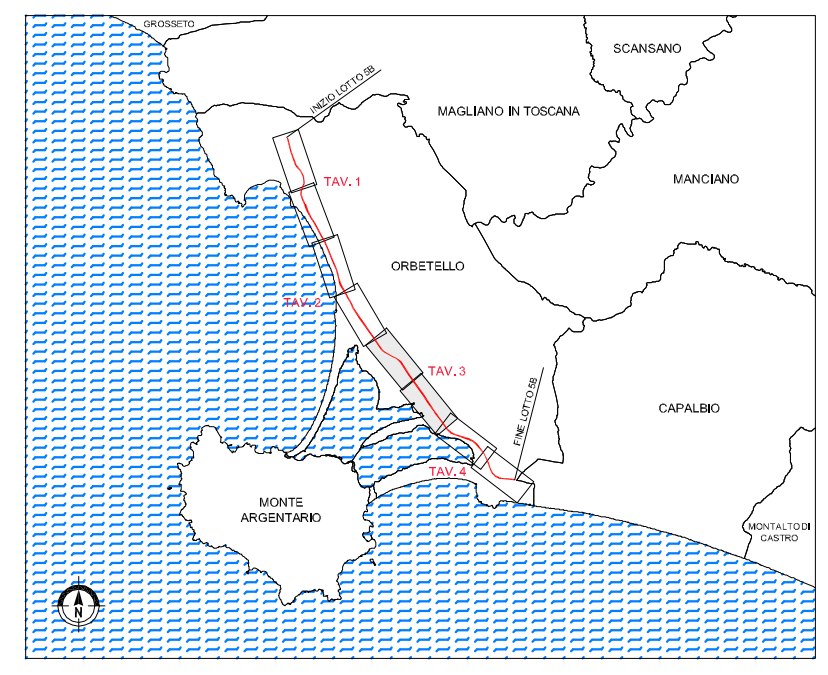 GROSSETO
SCANSANO
INIZIO LOTTO 5B
MAGLIANO IN TOSCANA
TAV. 1
MANCIANO
ORBETELLO
TAV. 2
TAV. 3
FINE LOTTO 5B
CAPALBIO
TAV. 4
MONTE
ARGENTARIO
MONTALTO DI
CASTRO
N